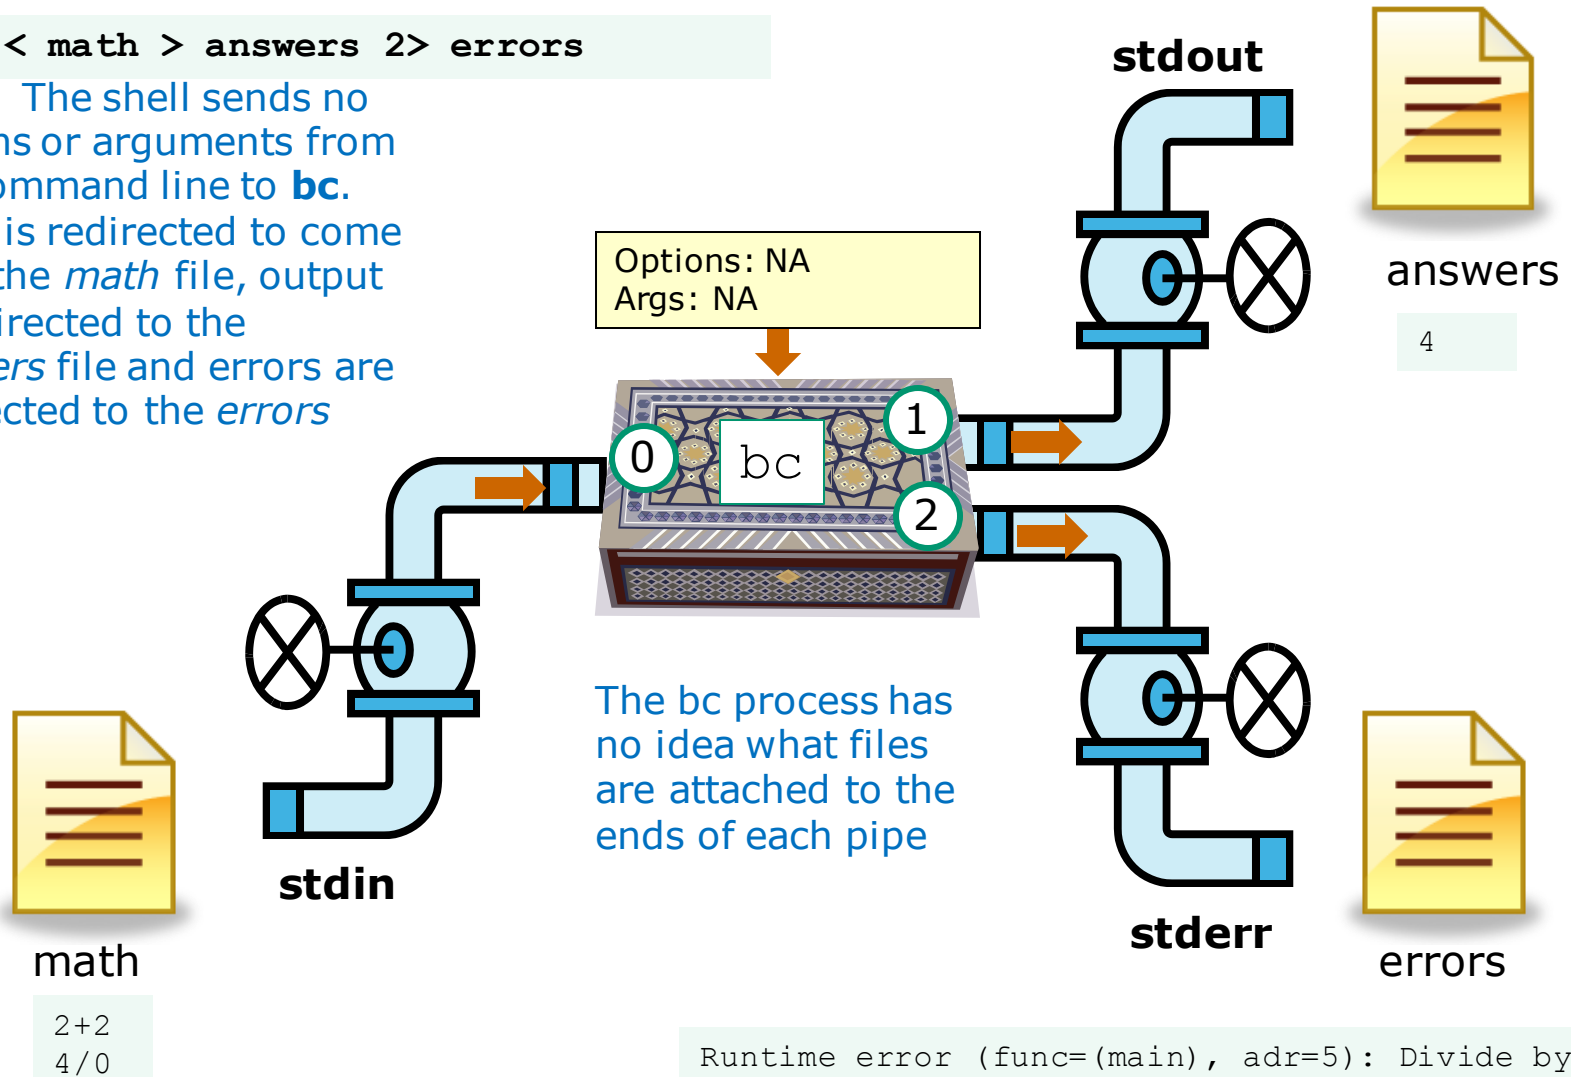 < math > answers 2> errors
The shell sends no
ns or arguments from
ommand line to bc.
is redirected to come
the math file, output
irected to the
ers file and errors are
ected to the errors
stdout
answers
4
Options: NA
Args: NA
0
bc
1
2
The bc process has
no idea what files
are attached to the
ends of each pipe
stdin
math
2+2
4/0
stderr
errors
Runtime error (func=(main), adr=5): Divide by